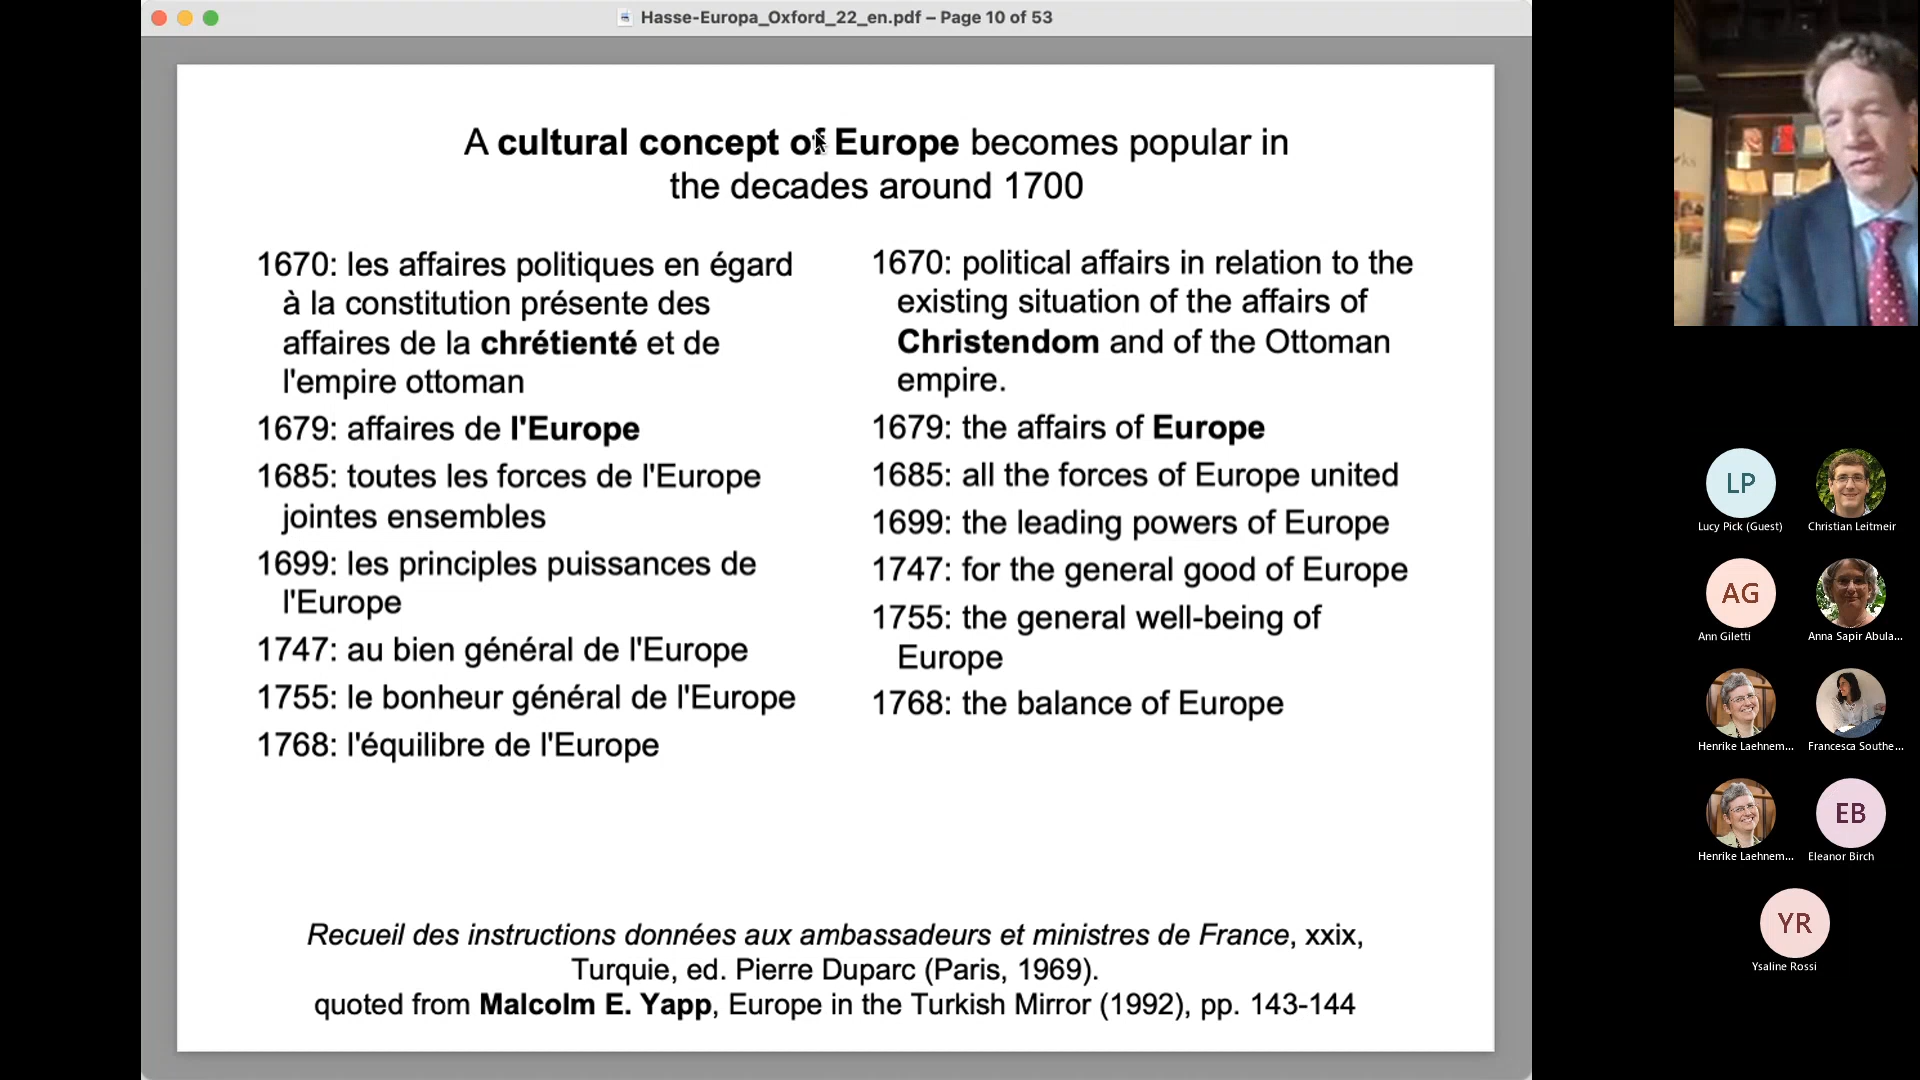 Hasse-Europa_Oxford_22_en.pdf – Page 10 of 53
A cultural concept of Europe becomes popular in
the decades around 1700
1670: les affaires politiques en égard
à la constitution présente des
affaires de la chrétienté et de
l'empire ottoman
1679: affaires de l'Europe
1685: toutes les forces de l'Europe
jointes ensembles
1699: les principles puissances de
l'Europe
1747: au bien général de l'Europe
1755: le bonheur général de l'Europe
1768: l'équilibre de l'Europe
1670: political affairs in relation to the
existing situation of the affairs of
Christendom and of the Ottoman
empire.
1679: the affairs of Europe
1685: all the forces of Europe united
1699: the leading powers of Europe
1747: for the general good of Europe
1755: the general well-being of
Europe
1768: the balance of Europe
Recueil des instructions données aux ambassadeurs et ministres de France, xxix,
Turquie, ed. Pierre Duparc (Paris, 1969).
quoted from Malcolm E. Yapp, Europe in the Turkish Mirror (1992), pp. 143-144
LP
Lucy Pick (Guest)
Christian Leitmeir
AG
Ann Giletti
Anna Sapir Abula...
Henrike Laehnem...
Francesca Southe...
Henrike Laehnem...
EB
Eleanor Birch
YR
Ysaline Rossi